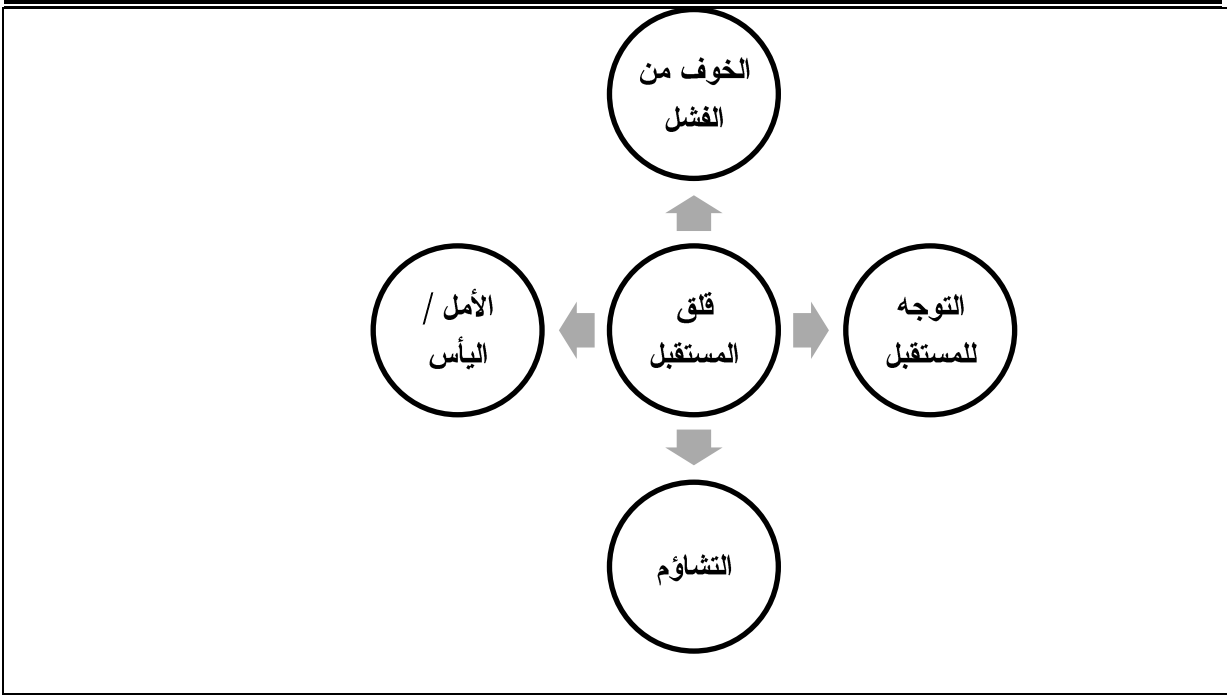 الخوف من
الفشل
التوجه
للمستقبل
قلق
المستقبل
الأمل /
اليأس
التشاؤم